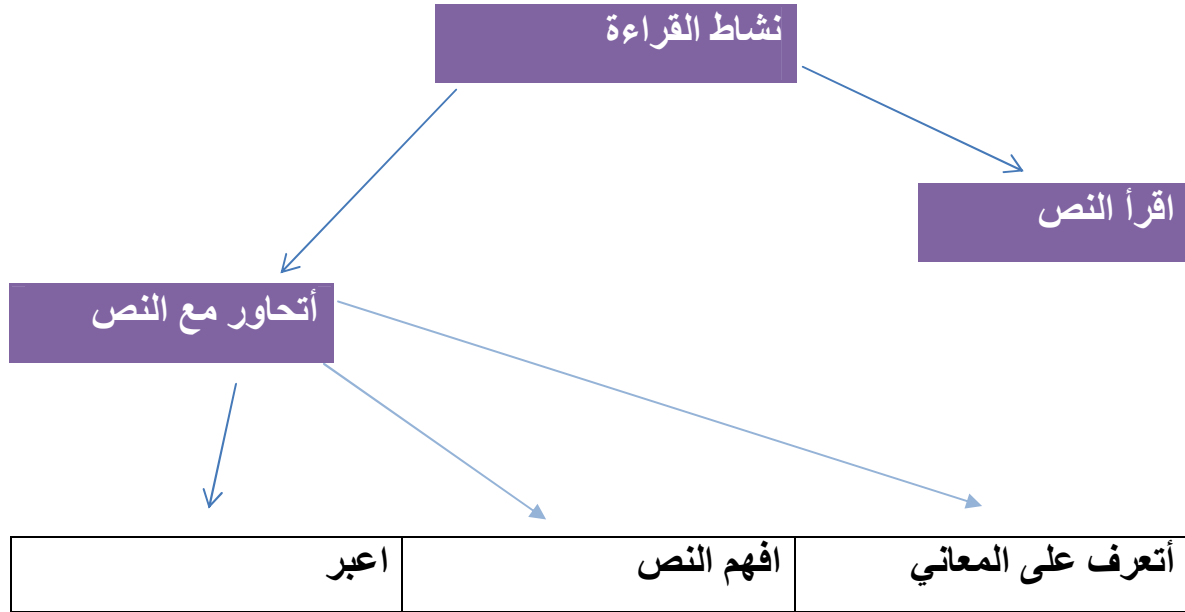 نشاط القراءة
اقرأ النص
أتحاور مع النص
أتعرف على المعاني
افهم النص
اعبر